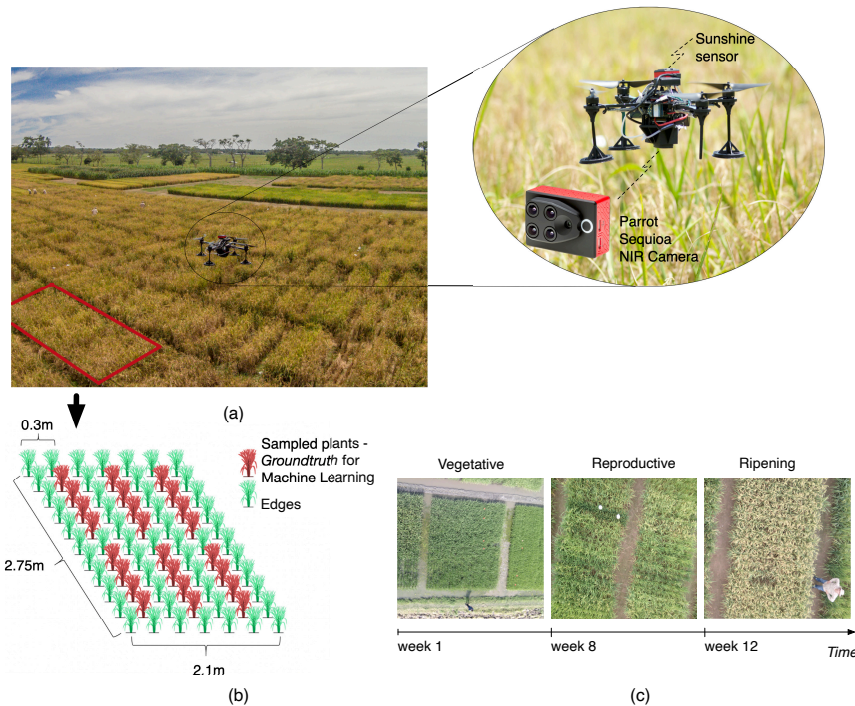 Sunshine
sensor
Parrot
Sequioa
NIR Camera
(a)
0.3m
Sampled plants -
Groundtruth for
Machine Learning
Edges
2.75m
2.1m
(b)
Vegetative
Reproductive
Ripening
week 1
week 8
week 12
Time
(c)